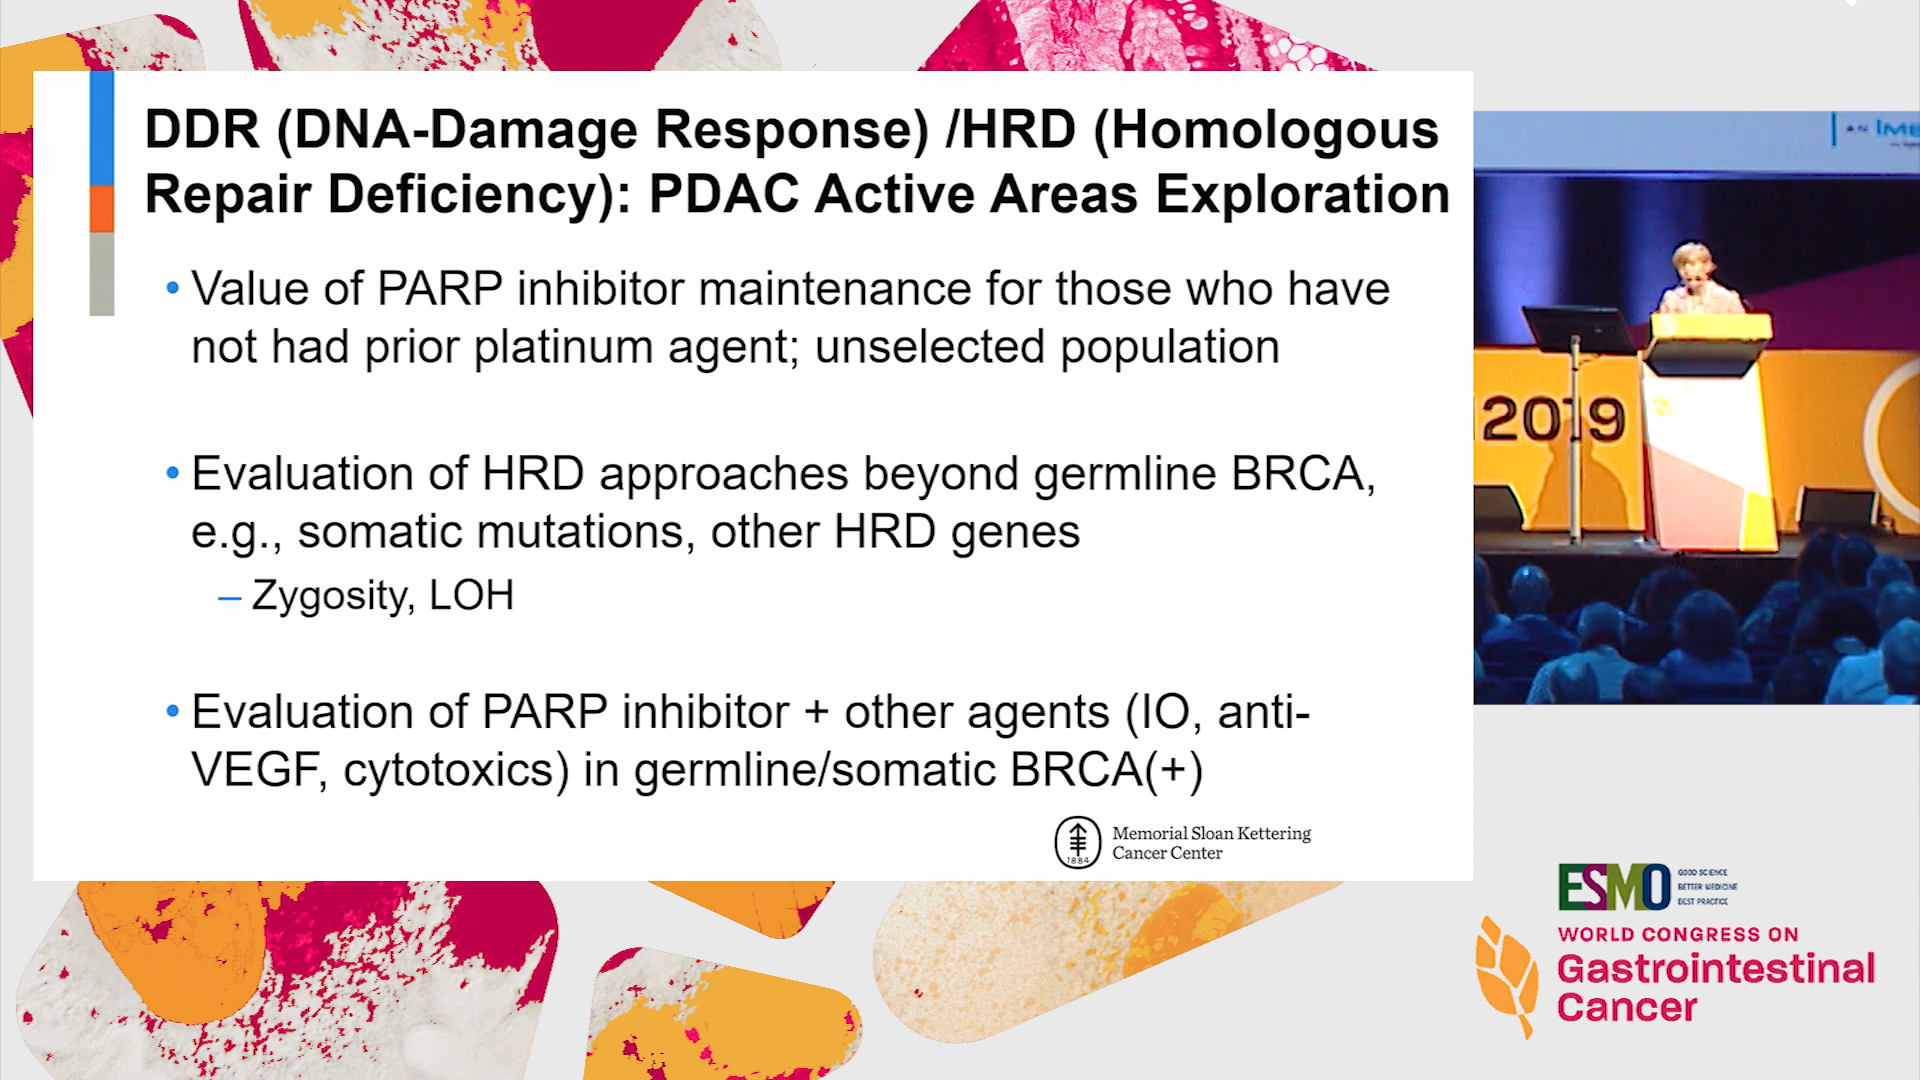 DDR (DNA-Damage Response) /HRD (Homologous
Repair Deficiency): PDAC Active Areas Exploration
• Value of PARP inhibitor maintenance for those who have
not had prior platinum agent; unselected population
• Evaluation of HRD approaches beyond germline BRCA,
e.g., somatic mutations, other HRD genes
– Zygosity, LOH
• Evaluation of PARP inhibitor + other agents (IO, anti-
VEGF, cytotoxics) in germline/somatic BRCA(+)
1884
Memorial Sloan Kettering
Cancer Center
AN IME
2019
ESMO
GOOD SCIENCE
BETTER MEDICINE
BEST PRACTICE
WORLD CONGRESS ON
Gastrointestinal
Cancer